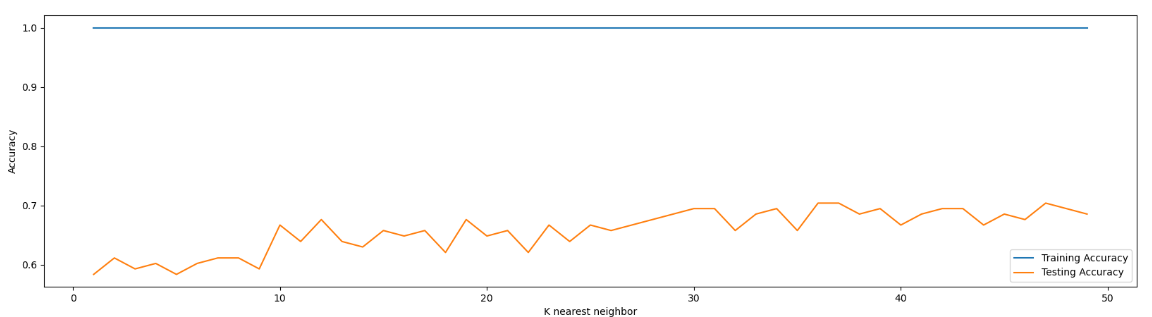 1.0
0.9
0.8
0.7
0.6
Accuracy
0 10 20 30 40 50
K nearest neighbor
Training Accuracy
Testing Accuracy